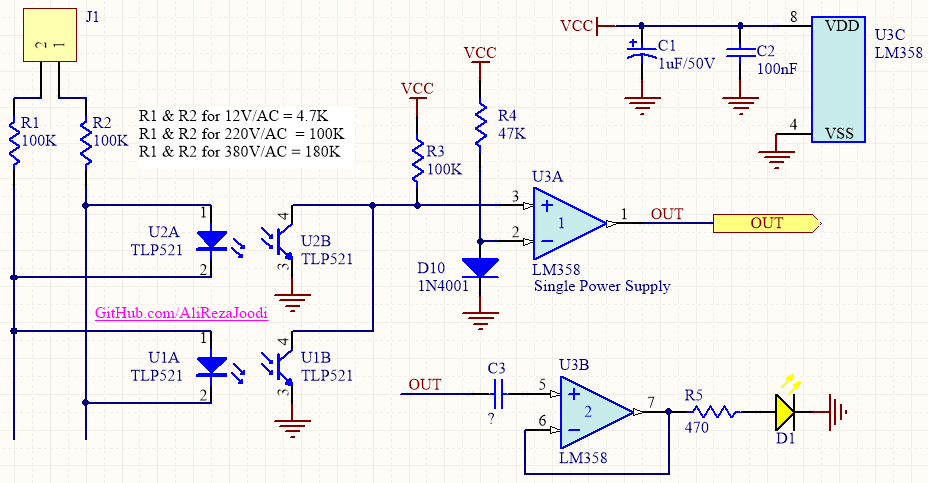 J1
2 1
VCC
8
VDD
U3C
LM358
C1
1uF/50V
C2
100nF
4
VSS
VCC
VCC
R1
100K
R2
100K
R1 & R2 for 12V/AC = 4.7K
R1 & R2 for 220V/AC = 100K
R1 & R2 for 380V/AC = 180K
R4
47K
R3
100K
U3A
3
+
1
1
OUT
OUT
2
−
LM358
Single Power Supply
D10
1N4001
1
U2A
TLP521
2
4
U2B
TLP521
3
GitHub.com/AliRezaJoodi
1
U1A
TLP521
2
4
U1B
TLP521
3
OUT
C3
?
U3B
5
+
2
7
6
−
LM358
R5
470
D1